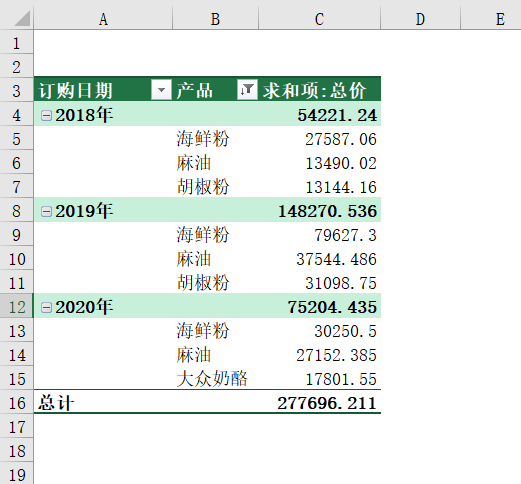 A B C D E
1
2
3 订购日期 产品 求和项:总价
4 2018年 54221.24
5 海鲜粉 27587.06
6 麻油 13490.02
7 胡椒粉 13144.16
8 2019年 148270.536
9 海鲜粉 79627.3
10 麻油 37544.486
11 胡椒粉 31098.75
12 2020年 75204.435
13 海鲜粉 30250.5
14 麻油 27152.385
15 大众奶酪 17801.55
16 总计 277696.211
17
18
19